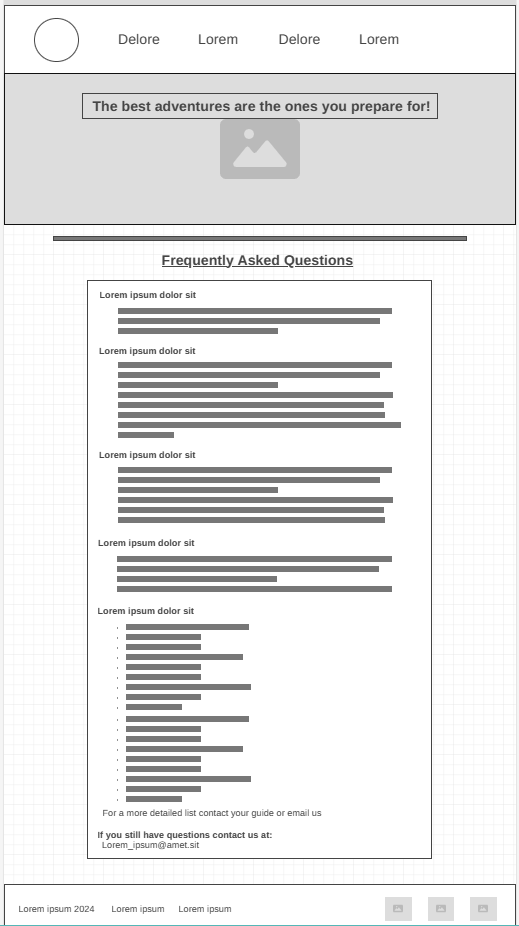 Delore Lorem Delore Lorem
The best adventures are the ones you prepare for!
Frequently Asked Questions
Lorem ipsum dolor sit
Lorem ipsum dolor sit
Lorem ipsum dolor sit
Lorem ipsum dolor sit
Lorem ipsum dolor sit
For a more detailed list contact your guide or email us
If you still have questions contact us at:
Lorem_ipsum@amet.sit
Lorem ipsum 2024 Lorem ipsum Lorem ipsum